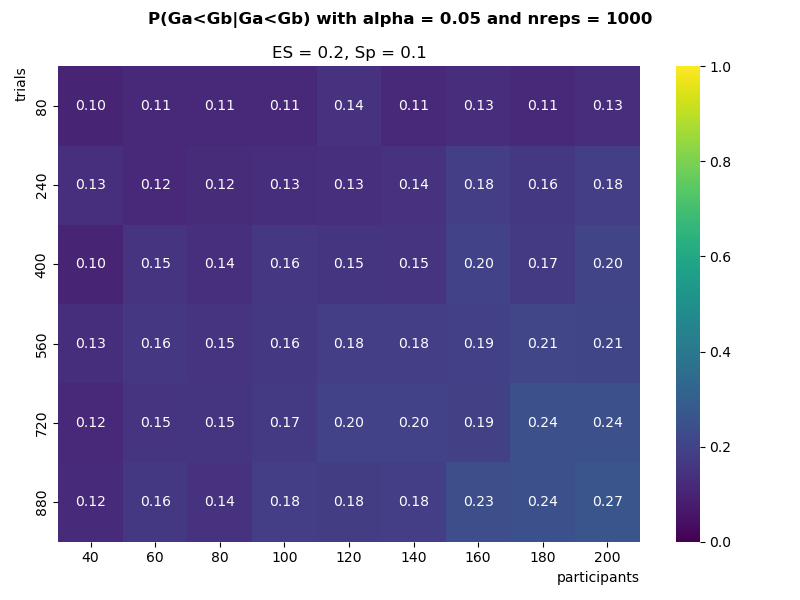 P(Ga<Gb|Ga<Gb) with alpha = 0.05 and nreps = 1000
ES = 0.2, Sp = 0.1
trials
80 0.10 0.11 0.11 0.11 0.14 0.11 0.13 0.11 0.13
240 0.13 0.12 0.12 0.13 0.13 0.14 0.18 0.16 0.18
400 0.10 0.15 0.14 0.16 0.15 0.15 0.20 0.17 0.20
560 0.13 0.16 0.15 0.16 0.18 0.18 0.19 0.21 0.21
720 0.12 0.15 0.15 0.17 0.20 0.20 0.19 0.24 0.24
880 0.12 0.16 0.14 0.18 0.18 0.18 0.23 0.24 0.27
40 60 80 100 120 140 160 180 200
participants
1.0
0.8
0.6
0.4
0.2
0.0